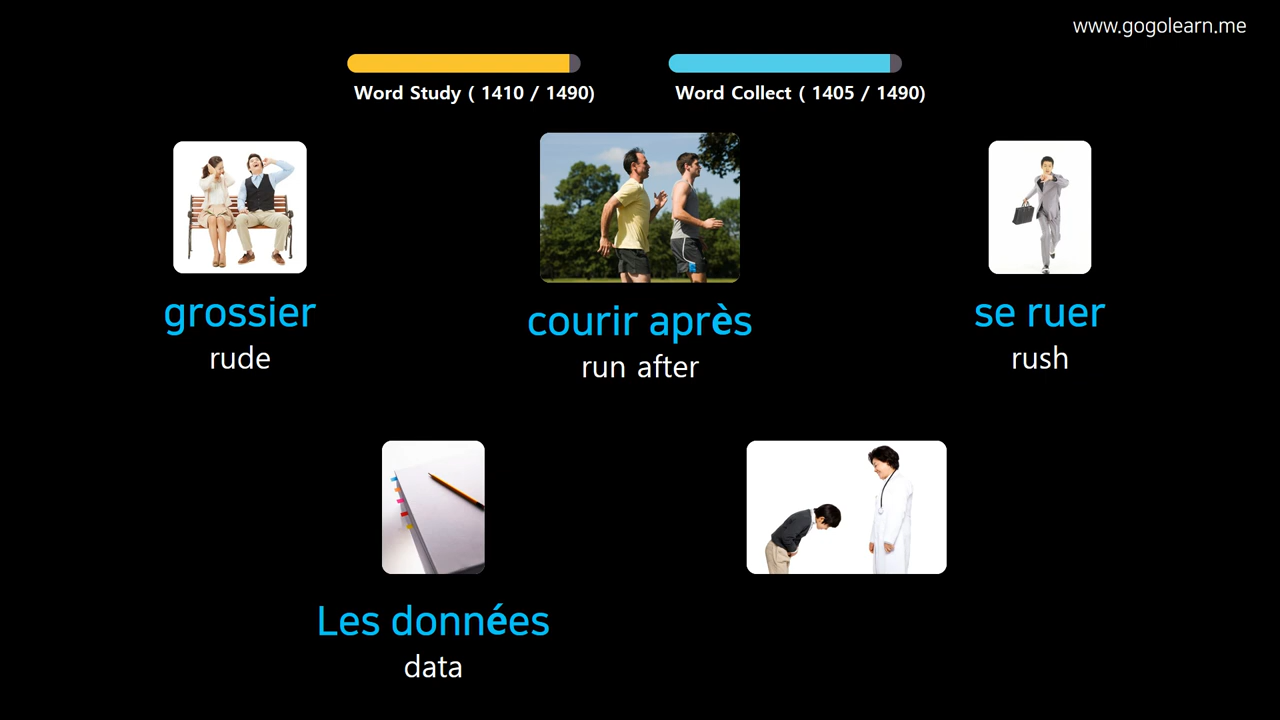 www.gogolearn.me
Word Study ( 1410 / 1490)
Word Collect ( 1405 / 1490)
grossier
rude
courir après
run after
se ruer
rush
Les données
data